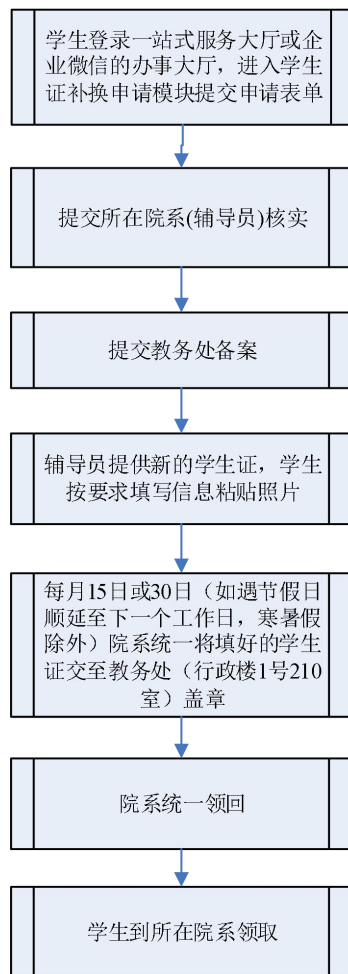 学生登录一站式服务大厅或企
业微信的办事大厅，进入学生
证补换申请模块提交申请表单
提交所在院系(辅导员)核实
提交教务处备案
辅导员提供新的学生证，学生
按要求填写信息粘贴照片
每月15日或30日（如遇节假日
顺延至下一个工作日，寒暑假
除外）院系统一将填好的学生
证交至教务处（行政楼1号210
室）盖章
院系统一领回
学生到所在院系领取